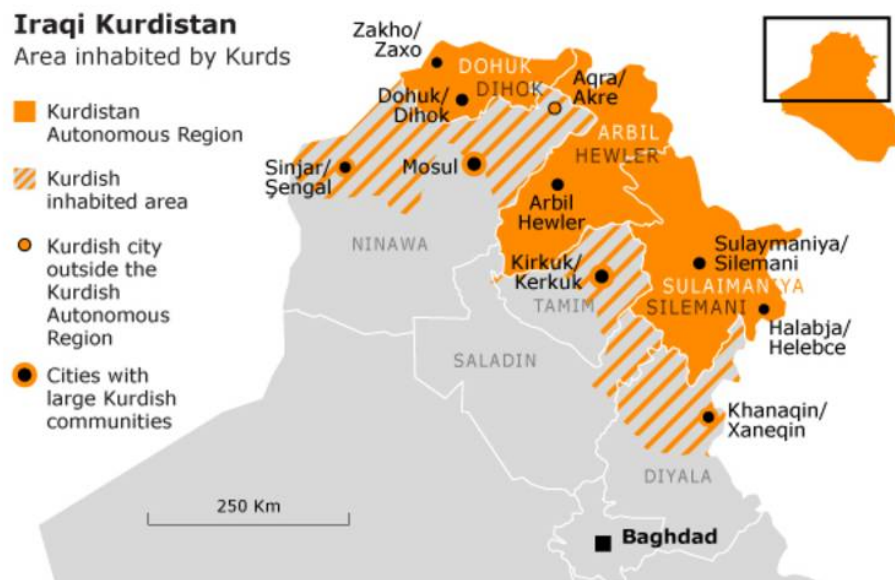 Iraqi Kurdistan
Area inhabited by Kurds
Kurdistan
Autonomous Region
Kurdish
inhabited area
Kurdish city
outside the
Kurdish
Autonomous
Region
Cities with
large Kurdish
communities
Zakho/
Zaxo
DOHUK
DIHOK
Dohuk/
Dihok
Aqra/
Akre
ARBIL
HEWLER
Sinjar/
Şengal
Mosul
Arbil
Hewler
NINAWA
Kirkuk/
Kerkuk
TAMIM
Sulaymaniya/
Silemani
SULAIMANIYA
SILEMANI
Halabja/
Helebce
SALADIN
Khanaqin/
Xaneqin
DIYALA
250 Km
Baghdad